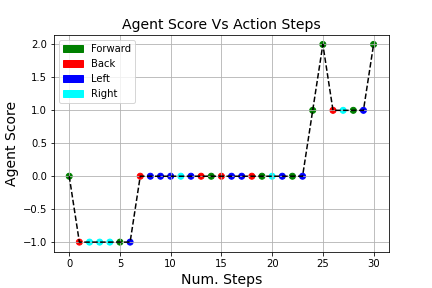 Agent Score Vs Action Steps
Forward
Back
Left
Right
2.0
1.5
1.0
0.5
0.0
−0.5
−1.0
Agent Score
0 5 10 15 20 25 30
Num. Steps